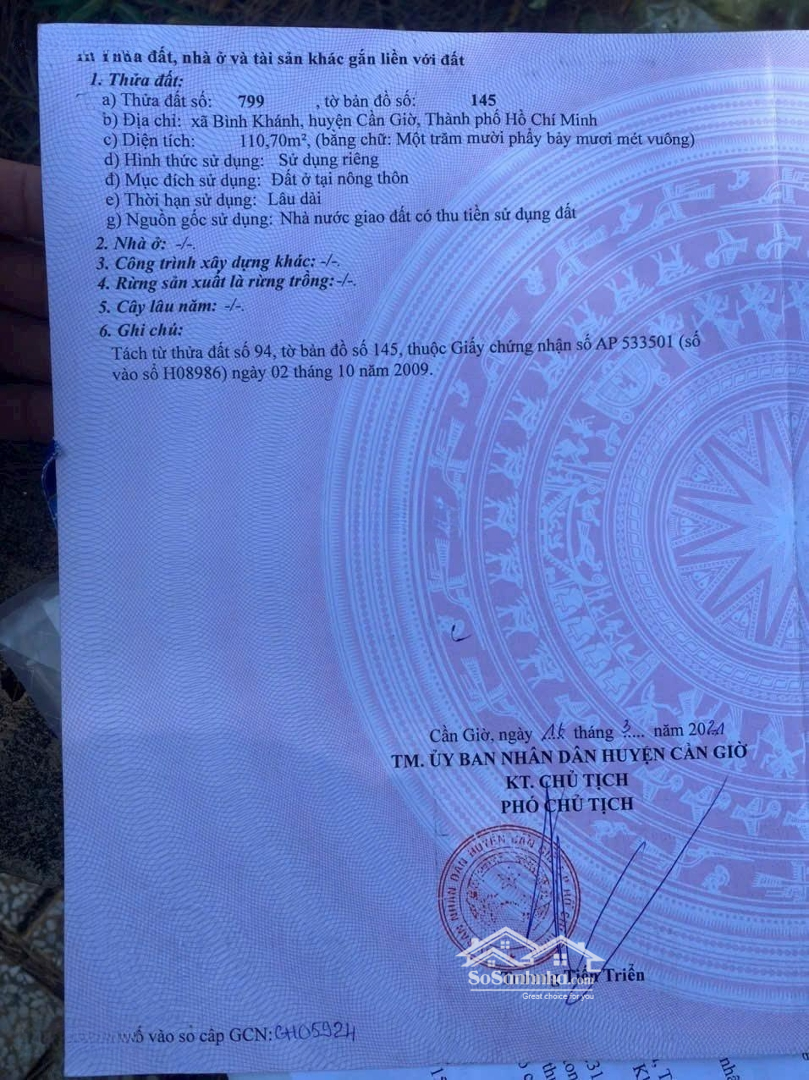 thửa đất, nhà ở và tài sản khác gắn liền với đất
1. Thửa đất:
a) Thửa đất số: 799 , tờ bản đồ số: 145
b) Địa chỉ: xã Bình Khánh, huyện Cần Giờ, Thành phố Hồ Chí Minh
c) Diện tích: 110,70m², (bằng chữ: Một trăm mười phẩy bảy mươi mét vuông)
d) Hình thức sử dụng: Sử dụng riêng
đ) Mục đích sử dụng: Đất ở tại nông thôn
e) Thời hạn sử dụng: Lâu dài
g) Nguồn gốc sử dụng: Nhà nước giao đất có thu tiền sử dụng đất
2. Nhà ở: -/-.
3. Công trình xây dựng khác: -/-.
4. Rừng sản xuất là rừng trồng:-/-.
5. Cây lâu năm: -/-.
6. Ghi chú:
Tách từ thửa đất số 94, tờ bản đồ số 145, thuộc Giấy chứng nhận số AP 533501 (số
vào sổ H08986) ngày 02 tháng 10 năm 2009.
Cần Giờ, ngày tháng 3 năm 2021
TM. ỦY BAN NHÂN DÂN HUYỆN CẦN GIỜ
KT. CHỦ TỊCH
PHÓ CHỦ TỊCH
BAN NHÂN DÂN HUYỆN CẦN GIỜ
Tiến Triển
SoSanhnha.com
Great choice for you
vào sổ cấp GCN: CH05924